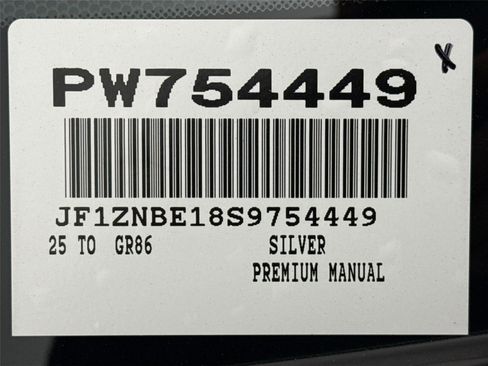 X
PW754449
JF1ZNBE18S9754449
25 TO GR86 SILVER
PREMIUM MANUAL